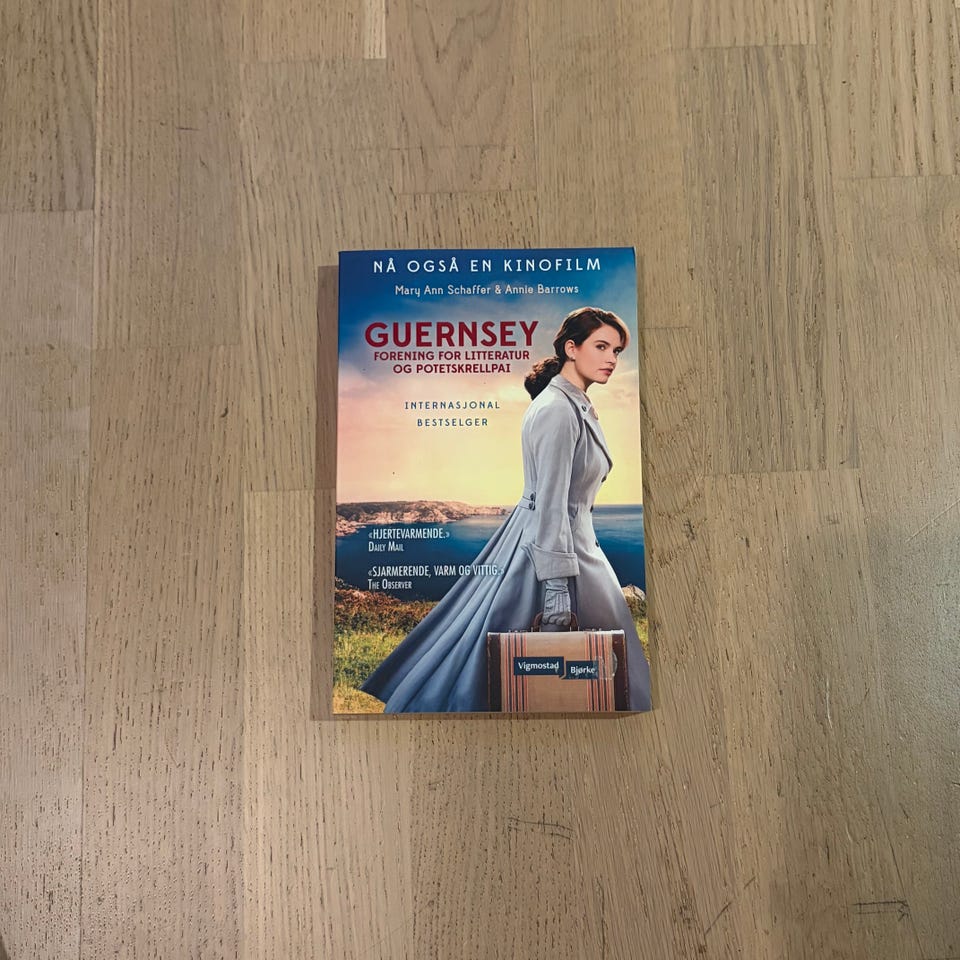 NÅ OGSÅ EN KINOFILM
Mary Ann Schaffer & Annie Barrows
GUERNSEY
FORENING FOR LITTERATUR
OG POTETSKRELLPAI
INTERNASJONAL
BESTSELGER
«HJERTEVARMENDE.»
DAILY MAIL
«SJARMERENDE, VARM OG VITTIG.»
THE OBSERVER
Vigmostad Bjørke